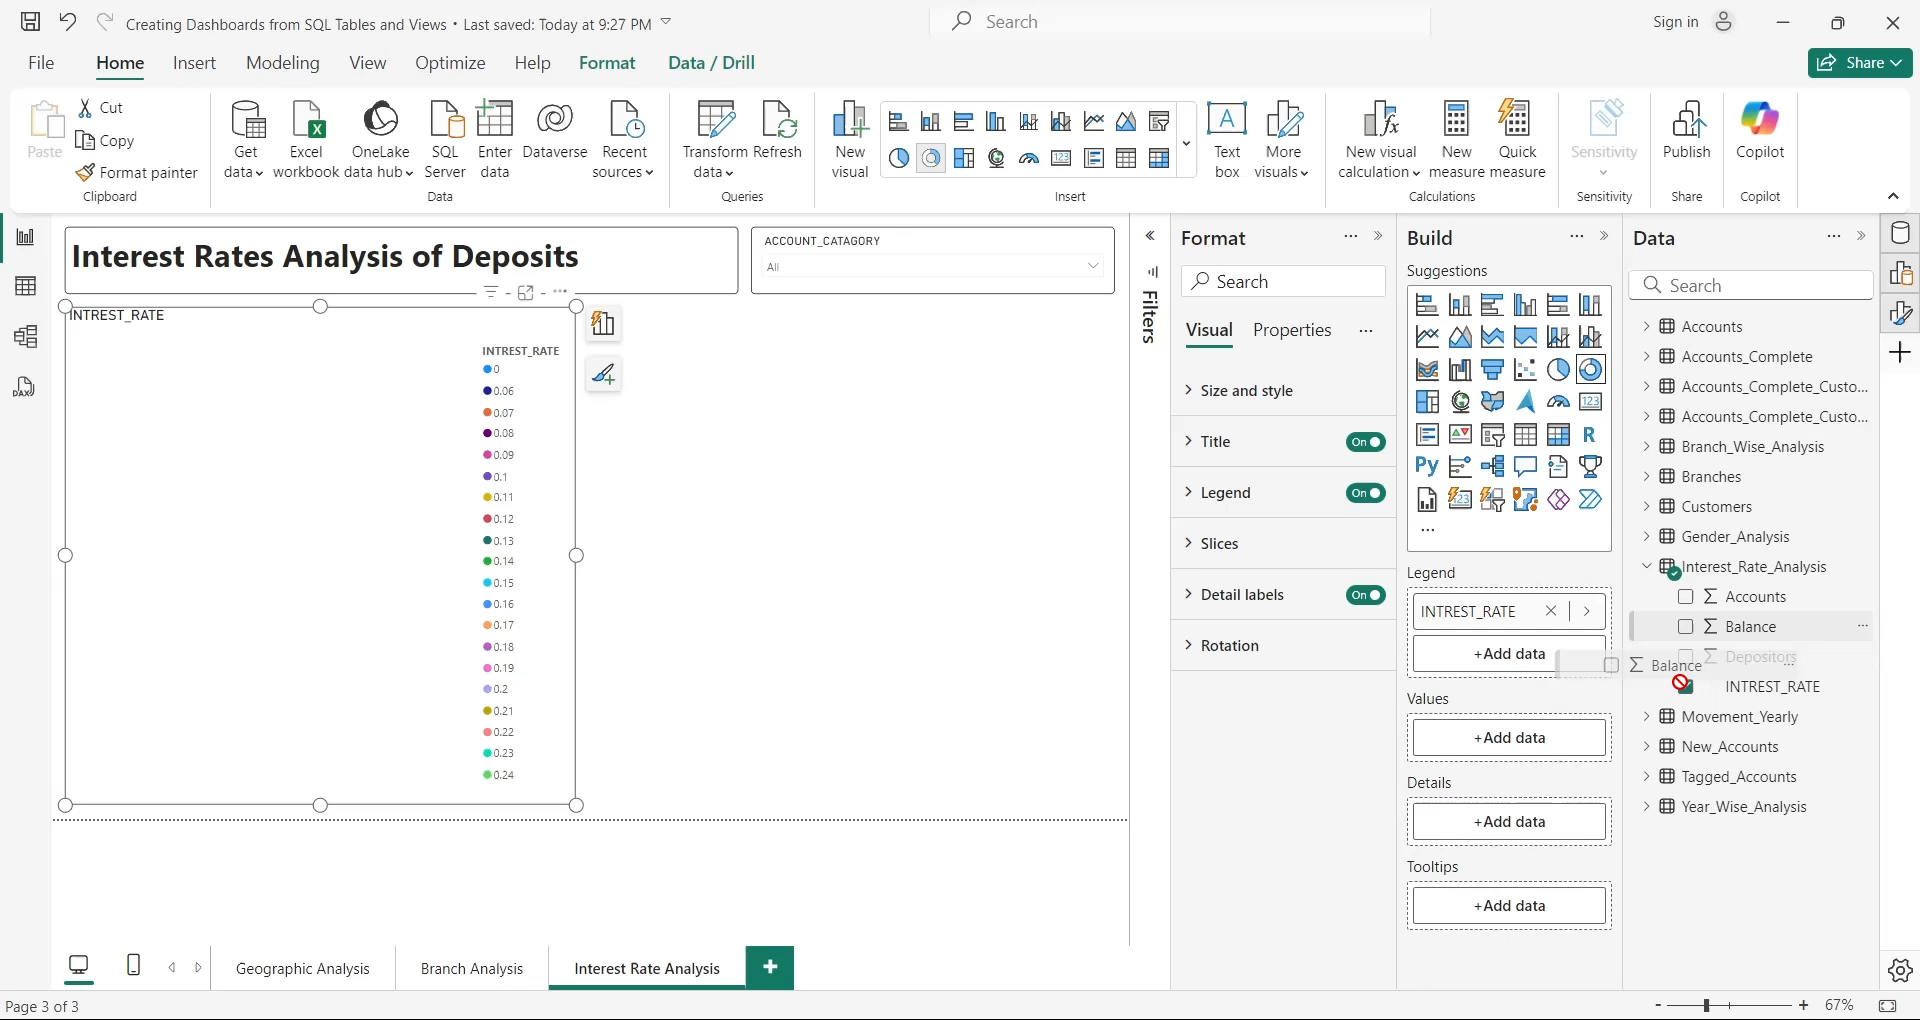 Creating Dashboards from SQL Tables and Views • Last saved: Today at 9:27 PM
Search
Sign in
File
Home
Insert
Modeling
View
Optimize
Help
Format
Data / Drill
Share
Paste
Cut
Copy
Format painter
Clipboard
Get data
Excel workbook
OneLake data hub
SQL Server
Enter data
Dataverse
Recent sources
Data
Transform data
Refresh
Queries
New visual
Text box
More visuals
Insert
New visual calculation
New measure
Quick measure
Calculations
Sensitivity
Sensitivity
Publish
Share
Copilot
Copilot
Interest Rates Analysis of Deposits
ACCOUNT_CATAGORY
All
INTREST_RATE
INTREST_RATE
0
0.06
0.07
0.08
0.09
0.1
0.11
0.12
0.13
0.14
0.15
0.16
0.17
0.18
0.19
0.2
0.21
0.22
0.23
0.24
Filters
Format
Search
Visual
Properties
Size and style
Title
On
Legend
On
Slices
Detail labels
On
Rotation
Build
Suggestions
R
Py
123
123
Legend
INTREST_RATE
+Add data
Values
+Add data
Details
+Add data
Tooltips
+Add data
Data
Search
Accounts
Accounts_Complete
Accounts_Complete_Custo...
Accounts_Complete_Custo...
Branch_Wise_Analysis
Branches
Customers
Gender_Analysis
Interest_Rate_Analysis
Accounts
Balance
Depositors
Balance
INTREST_RATE
Movement_Yearly
New_Accounts
Tagged_Accounts
Year_Wise_Analysis
DAX
Geographic Analysis
Branch Analysis
Interest Rate Analysis
Page 3 of 3
67%